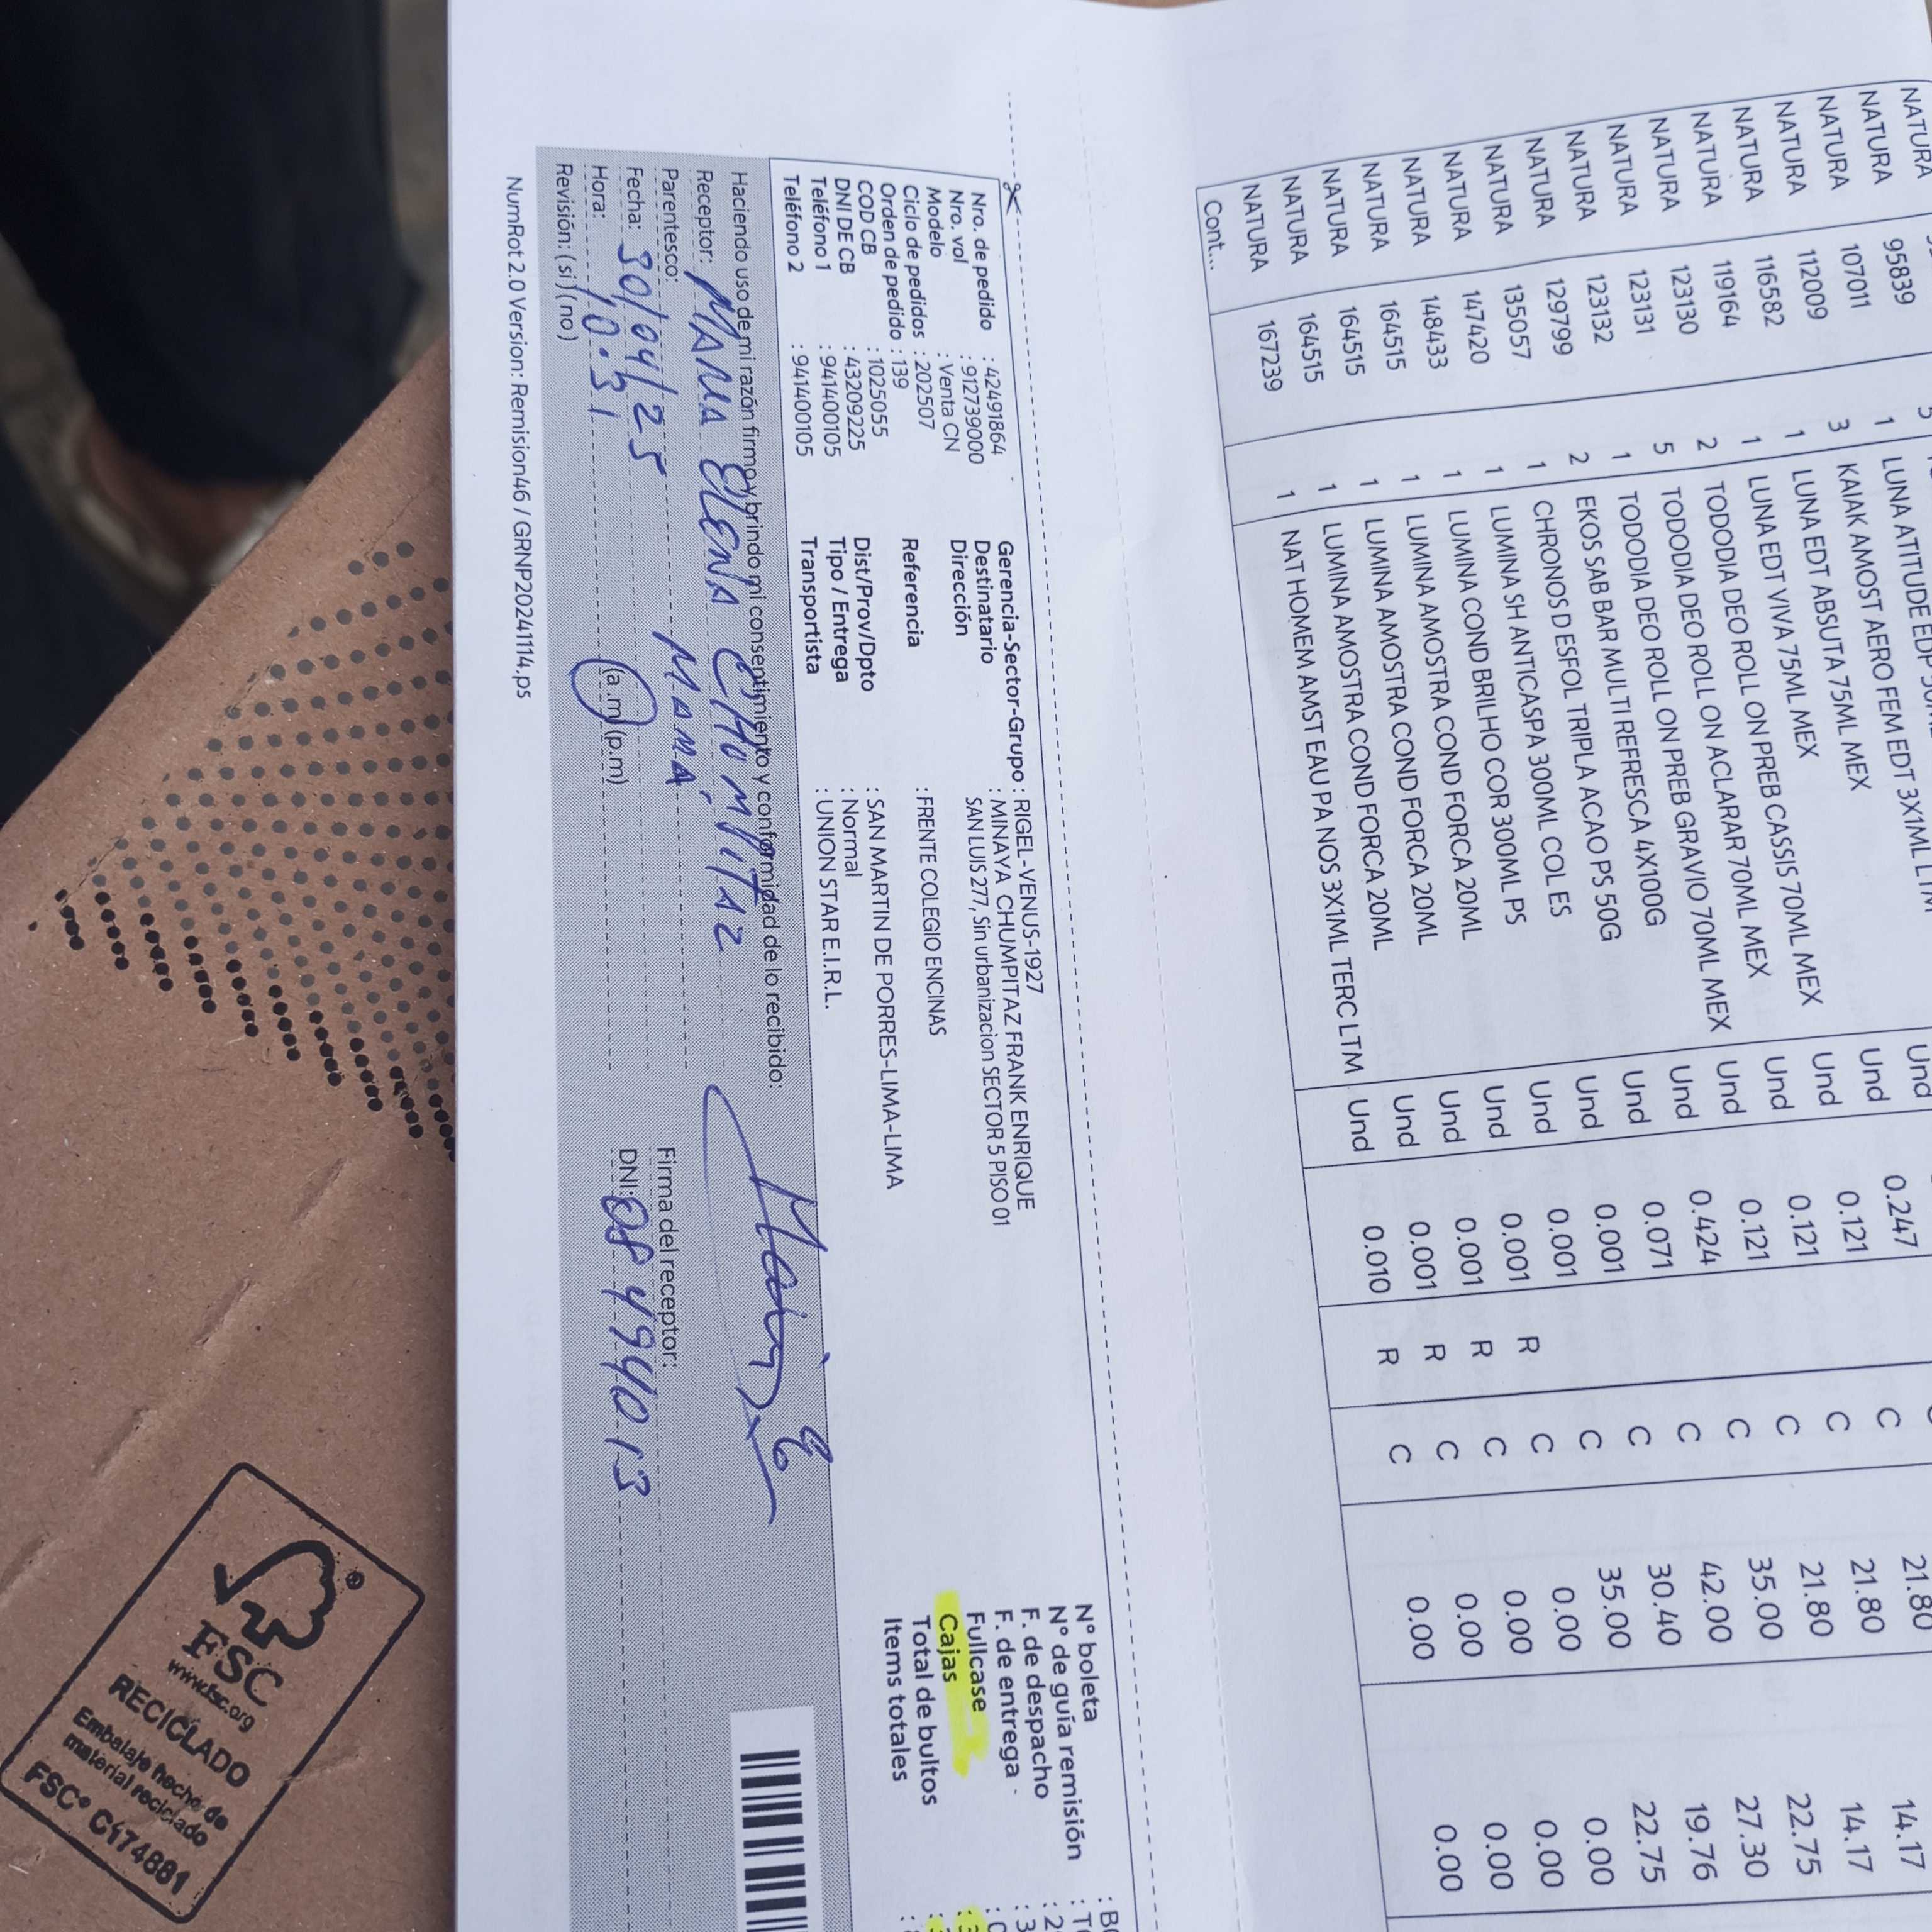 NATURA 95839 5
NATURA 107011 1 LUNA ATITUDE EDP
NATURA 112009 3 KAIAK AMOST AERO FEM EDT 3X1ML LTM
NATURA 116582 1 LUNA EDT ABSUTA 75ML MEX Und
NATURA 119164 1 LUNA EDT VIVA 75ML MEX Und 0.247
NATURA 123130 2 TODODIA DEO ROLL ON PREB CASSIS 70ML MEX Und 0.121 C 21.80
NATURA 123131 5 TODODIA DEO ROLL ON ACLARAR 70ML MEX Und 0.121 C 21.80 14.17
NATURA 123132 1 TODODIA DEO ROLL ON PREB GRAVIO 70ML MEX Und 0.121 C 21.80 14.17
NATURA 129799 2 EKOS SAB BAR MULTI REFRESCA 4X100G Und 0.424 C 35.00 22.75
NATURA 135057 1 CHRONOS D ESFOL TRIPLA ACAO PS 50G Und 0.071 C 42.00 27.30
NATURA 147420 1 LUMINA SH ANTICASPA 300ML COL ES Und 0.001 C 30.40 19.76
NATURA 148433 1 LUMINA COND BRILHO COR 300ML PS Und 0.001 C 35.00 22.75
NATURA 164515 1 LUMINA AMOSTRA COND FORCA 20ML Und 0.001 R C 0.00 0.00
NATURA 164515 1 LUMINA AMOSTRA COND FORCA 20ML Und 0.001 R C 0.00 0.00
NATURA 164515 1 LUMINA AMOSTRA COND FORCA 20ML Und 0.001 R C 0.00 0.00
NATURA 167239 1 NAT HOMEM AMST EAU PA NOS 3X1ML TERC LTM Und 0.010 R C 0.00 0.00
Cont...
Nro. de pedido : 42491864
Nro. vol : 912739000
Modelo : Venta CN
Ciclo de pedidos : 202507
Orden de pedido : 139
COD CB : 1025055
DNI DE CB : 43209225
Teléfono 1 : 941400105
Teléfono 2 : 941400105
Gerencia-Sector-Grupo : RIGEL-VENUS-1927
Destinatario : MINAYA CHUMPITAZ FRANK ENRIQUE
Dirección SAN LUIS 277, Sin urbanizacion SECTOR 5 PISO 01
Referencia : FRENTE COLEGIO ENCINAS
Dist/Prov/Dpto : SAN MARTIN DE PORRES-LIMA-LIMA
Tipo / Entrega : Normal
Transportista : UNION STAR E.I.R.L.
N° boleta
N° de guía remisión
F. de despacho
F. de entrega
Fullcase
Cajas
Total de bultos
Items totales
Haciendo uso de mi razón firmo y brindo mi consentimiento y conformidad de lo recibido:
Receptor: MARIA ELENA CHUMPITAZ
Parentesco: MAMÁ
Fecha: 30/04/25
Hora: 10.31 (a.m) (p.m)
Revisión: ( si ) ( no )
Firma del receptor:
DNI: 08494013
NumRot 2.0 Version: Remision46 / GRNP20241114.ps
FSC
www.fsc.org
RECICLADO
Embalaje hecho de
material reciclado
FSC® C174881